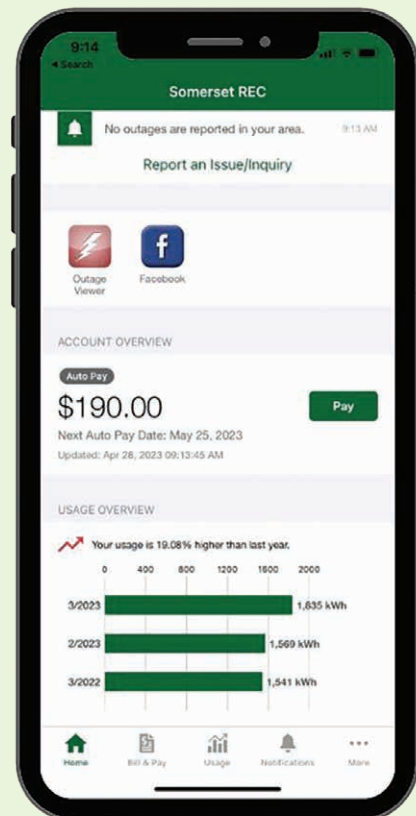 9:14
◀ Search
Somerset REC
No outages are reported in your area.
9:13 AM
Report an Issue/Inquiry
Outage
Viewer
Facebook
ACCOUNT OVERVIEW
Auto Pay
$190.00
Pay
Next Auto Pay Date: May 25, 2023
Updated: Apr 28, 2023 09:13:45 AM
USAGE OVERVIEW
Your usage is 19.08% higher than last year.
0 400 800 1200 1600 2000
3/2023 1,835 kWh
2/2023 1,569 kWh
3/2022 1,541 kWh
Home Bill & Pay Usage Notifications More